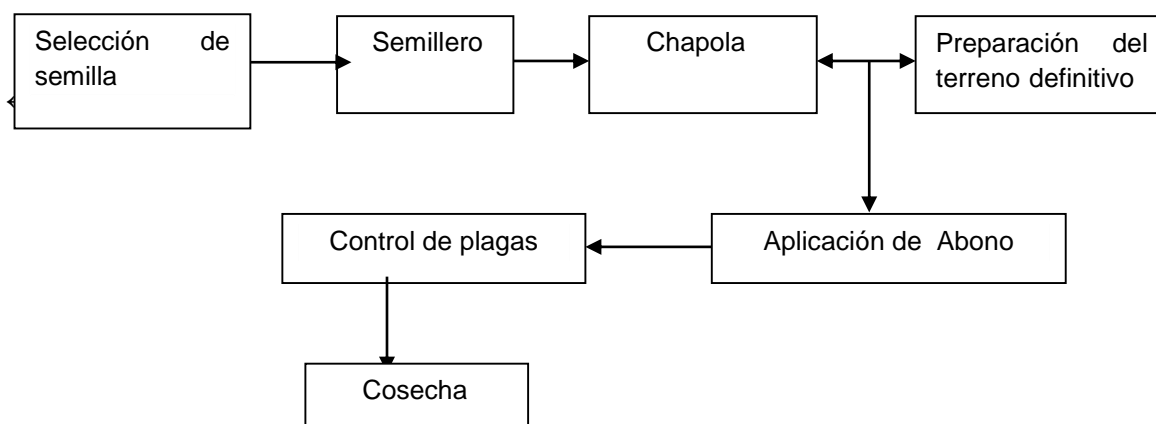 Selección de
semilla
Semillero
Chapola
Preparación del
terreno definitivo
Control de plagas
Aplicación de Abono
Cosecha